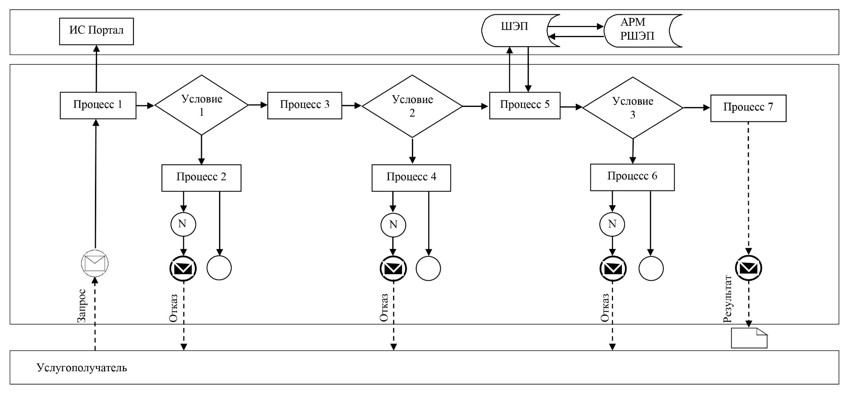 ИС Портал
ШЭП
АРМ
РШЭП
Процесс 1
Условие
1
Процесс 3
Условие
2
Процесс 5
Условие
3
Процесс 7
Процесс 2
Процесс 4
Процесс 6
N
N
N
Запрос
Отказ
Отказ
Отказ
Результат
Услугополучатель